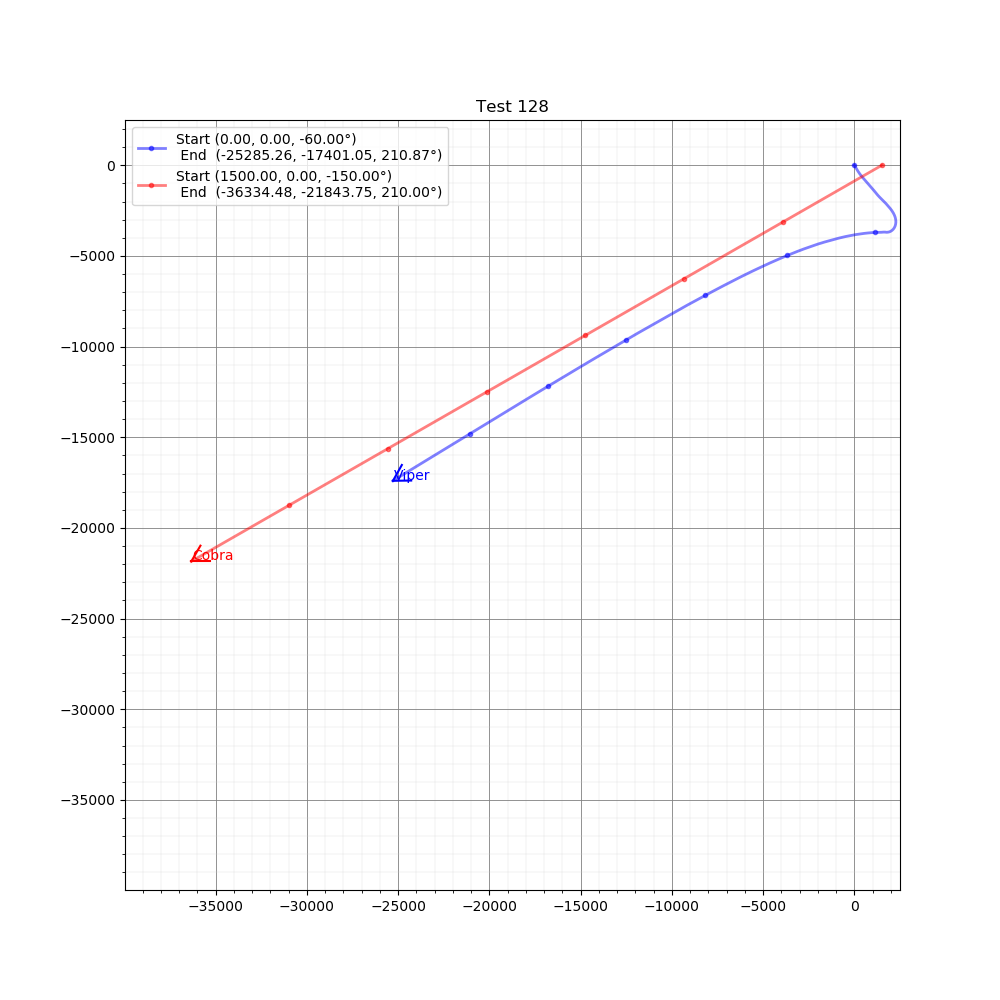 Test 128
Start (0.00, 0.00, -60.00°)
End  (-25285.26, -17401.05, 210.87°)
Start (1500.00, 0.00, -150.00°)
End  (-36334.48, -21843.75, 210.00°)
0
−5000
−10000
−15000
−20000
−25000
−30000
−35000
Viper
Cobra
−35000 −30000 −25000 −20000 −15000 −10000 −5000 0